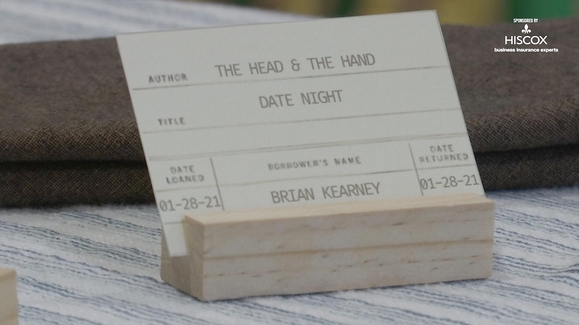 SPONSORED BY
HISCOX
business insurance experts
AUTHOR THE HEAD & THE HAND
TITLE DATE NIGHT
DATE LOANED BORROWER'S NAME DATE RETURNED
01-28-21 BRIAN KEARNEY 01-28-21